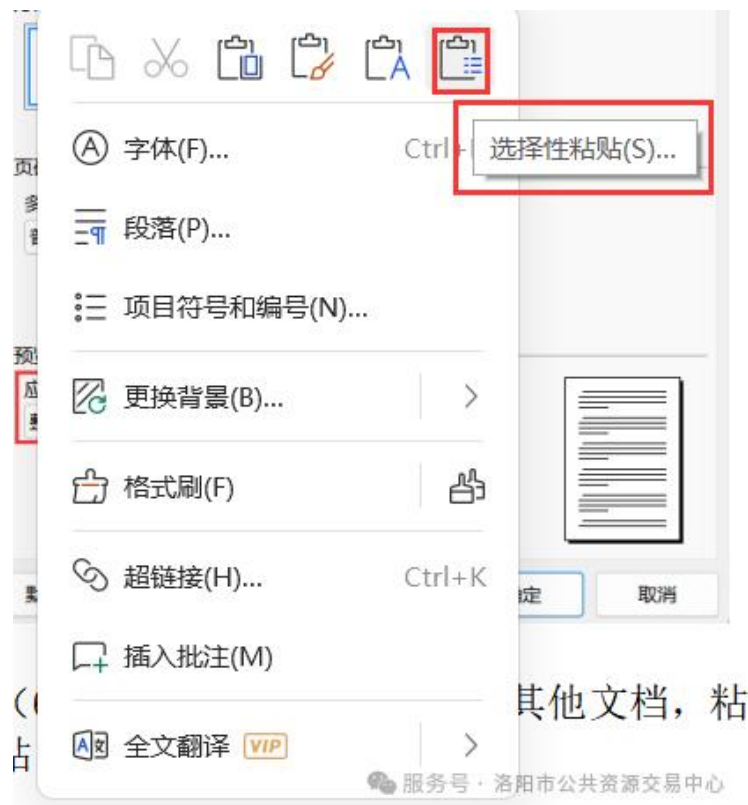 字体(F)...
Ctrl+
选择性粘贴(S)...
段落(P)...
项目符号和编号(N)...
更换背景(B)...
格式刷(F)
超链接(H)...
Ctrl+K
定
取消
插入批注(M)
其他文档，粘
全文翻译 VIP
服务号 · 洛阳市公共资源交易中心